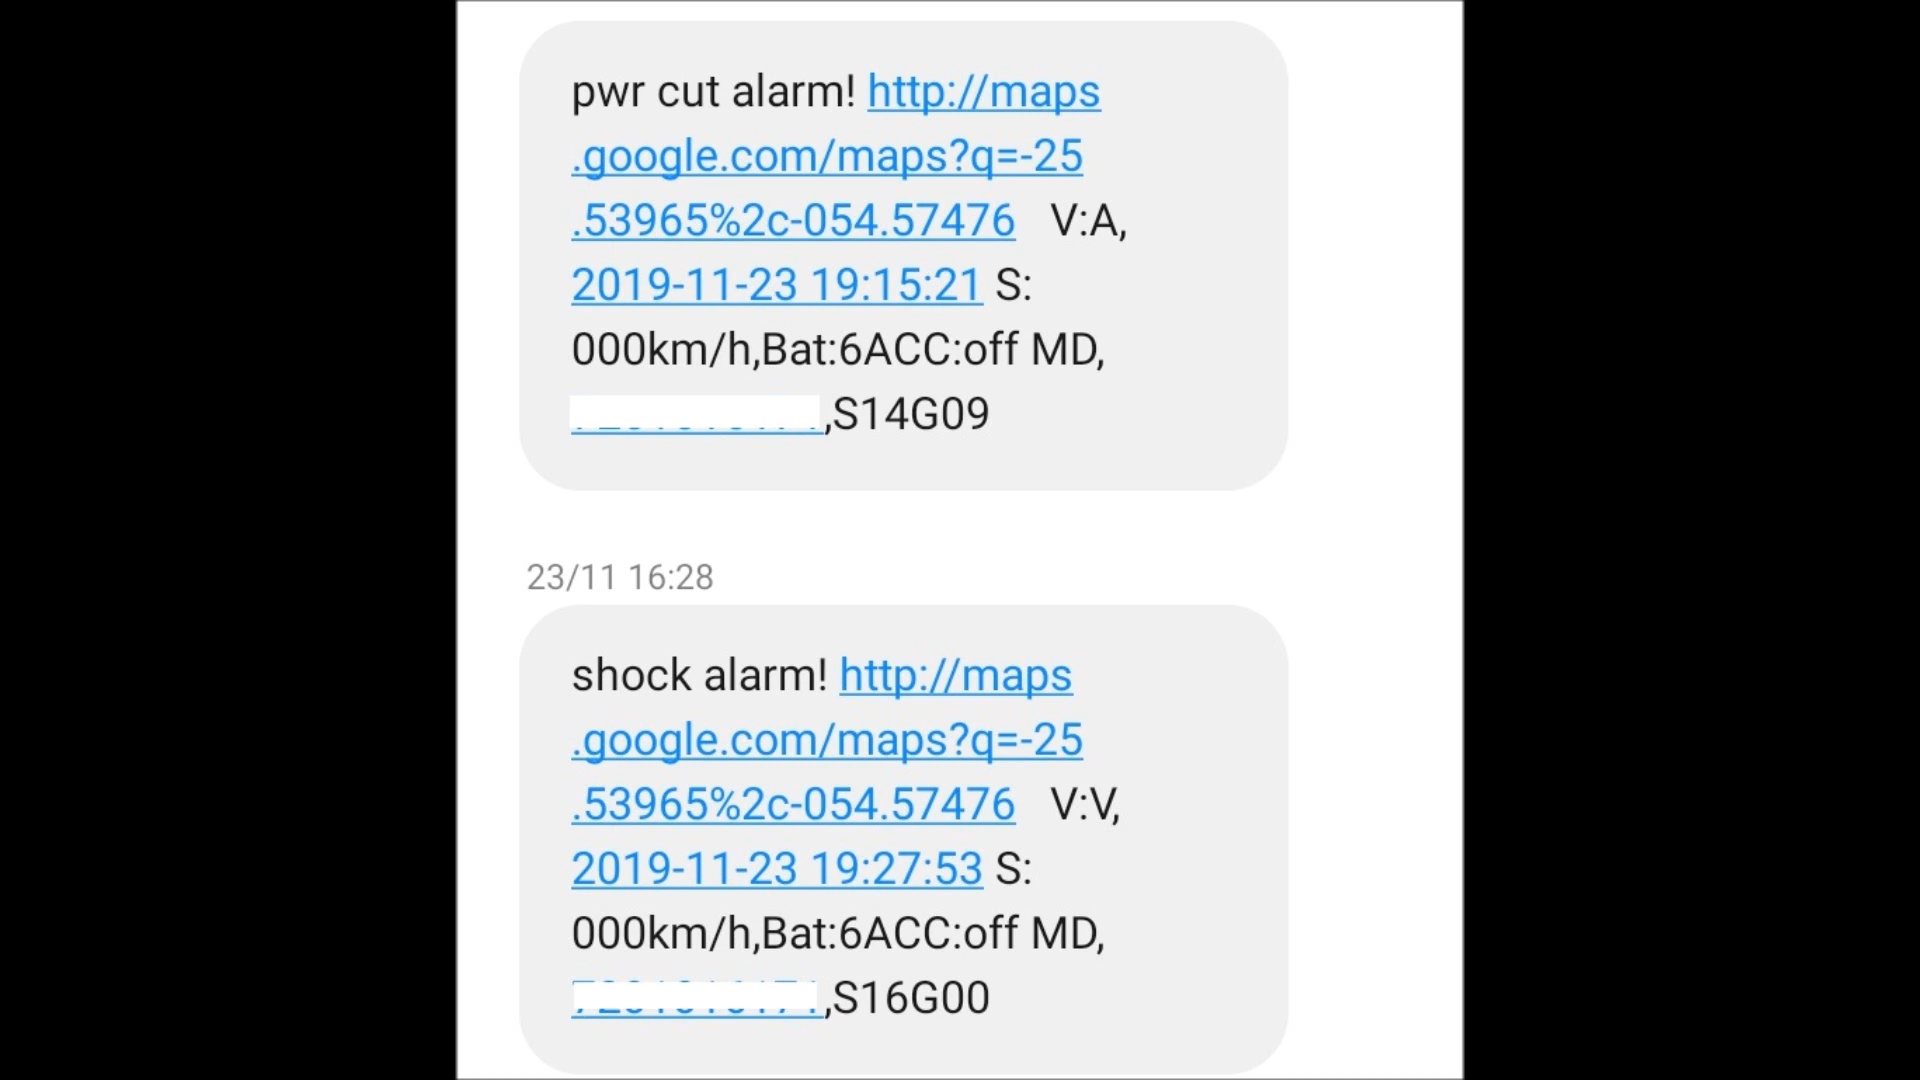 pwr cut alarm! http://maps
.google.com/maps?q=-25
.53965%2c-054.57476 V:A,
2019-11-23 19:15:21 S:
000km/h,Bat:6ACC:off MD,
,S14G09
23/11 16:28
shock alarm! http://maps
.google.com/maps?q=-25
.53965%2c-054.57476 V:V,
2019-11-23 19:27:53 S:
000km/h,Bat:6ACC:off MD,
,S16G00